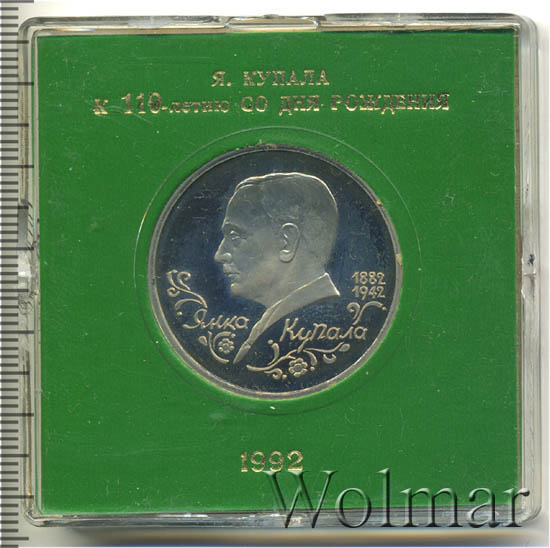 Я. КУПАЛА
К 110-летию СО ДНЯ РОЖДЕНИЯ
1882
1942
Янка Купала
1992
Wolmar